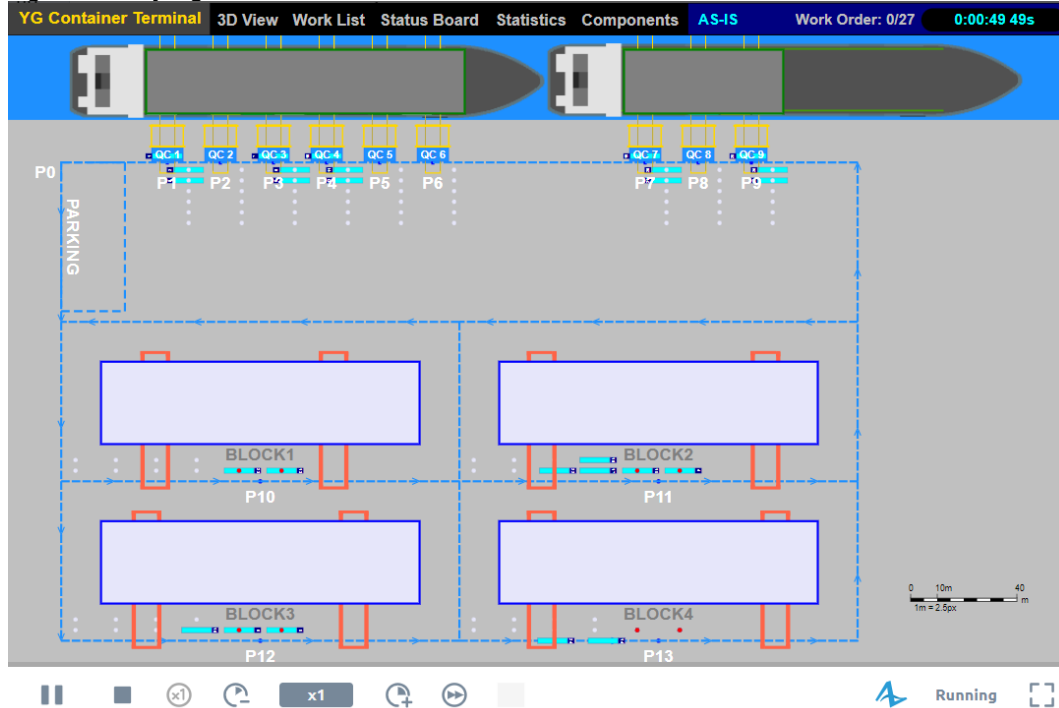 YG Container Terminal 3D View Work List Status Board Statistics Components AS-IS Work Order: 0/27 0:00:49 49s
QC 1 QC 2 QC 3 QC 4 QC 5 QC 6 QC 7 QC 8 QC 9
P0 P1 P2 P3 P4 P5 P6 P7 P8 P9
PARKING
BLOCK1 BLOCK2
P10 P11
BLOCK3 BLOCK4
0 10m 40
m
1m = 2.5px
P12 P13
x1 x1 Running